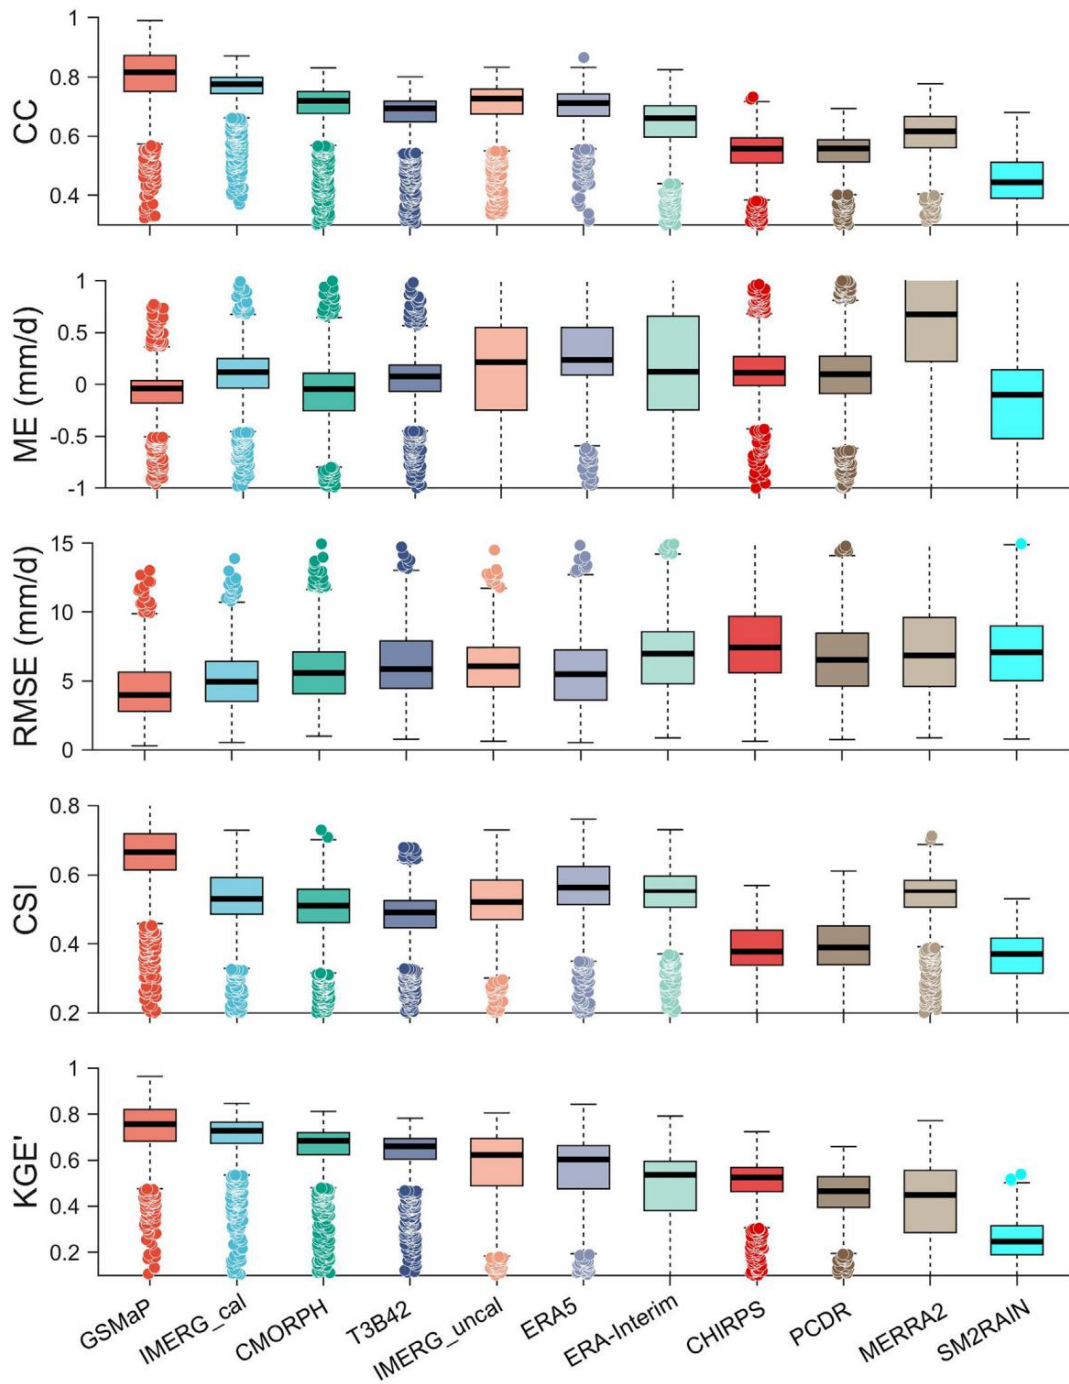 1
0.8
0.6
0.4
CC
1
0.5
0
-0.5
-1
ME (mm/d)
15
10
5
0
RMSE (mm/d)
0.8
0.6
0.4
0.2
CSI
1
0.8
0.6
0.4
0.2
KGE'
GSMaP
IMERG_cal
CMORPH
T3B42
IMERG_uncal
ERA5
ERA-Interim
CHIRPS
PCDR
MERRA2
SM2RAIN